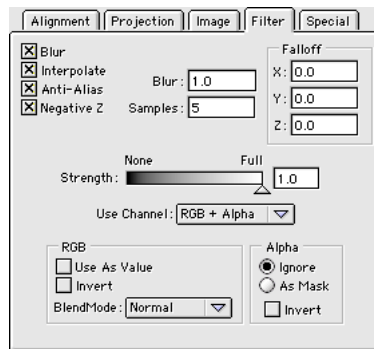 Alignment Projection Image Filter Special
Blur
Interpolate
Anti-Alias
Negative Z
Blur: 1.0
Samples: 5
Falloff
X: 0.0
Y: 0.0
Z: 0.0
None Full
Strength: 1.0
Use Channel: RGB + Alpha
RGB
Use As Value
Invert
BlendMode: Normal
Alpha
Ignore
As Mask
Invert